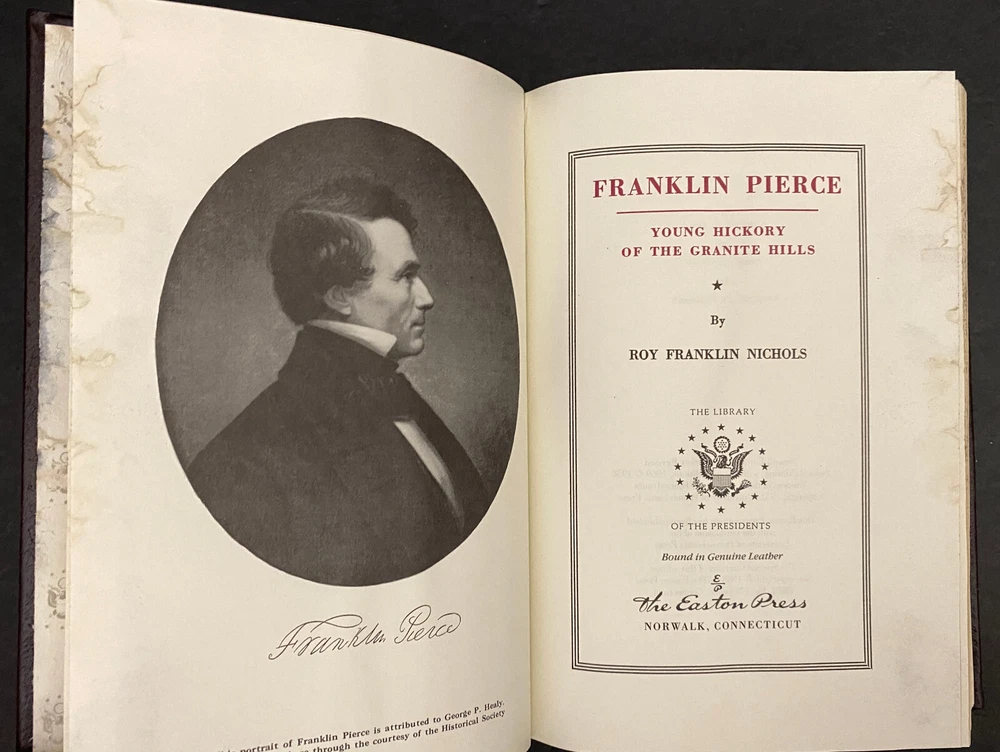 Franklin Pierce
portrait of Franklin Pierce is attributed to George P. Healy.
through the courtesy of the Historical Society
FRANKLIN PIERCE
YOUNG HICKORY
OF THE GRANITE HILLS
★
By
ROY FRANKLIN NICHOLS
THE LIBRARY
OF THE PRESIDENTS
Bound in Genuine Leather
The Easton Press
NORWALK, CONNECTICUT